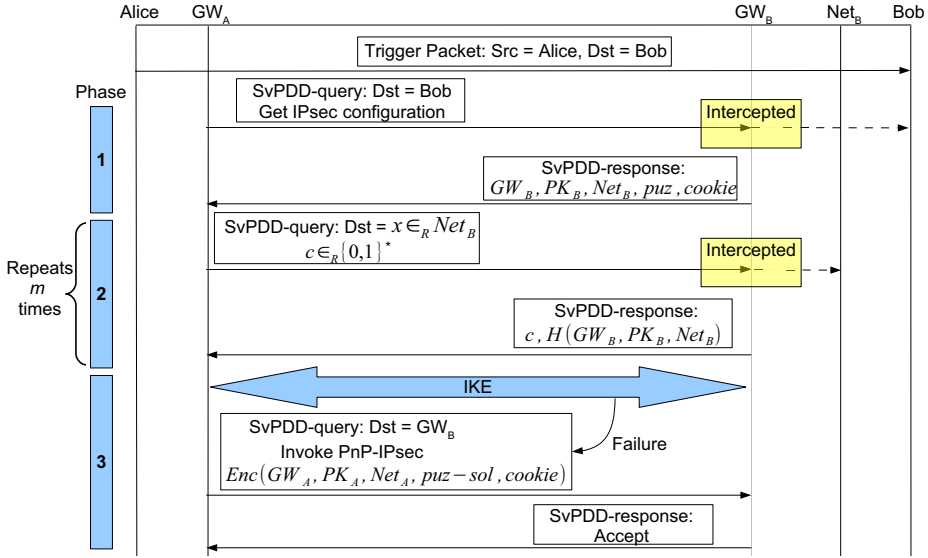 Alice GW_A GW_B Net_B Bob
Trigger Packet: Src = Alice, Dst = Bob
Phase
SvPDD-query: Dst = Bob
Get IPsec configuration
Intercepted
1
SvPDD-response:
GW_B, PK_B, Net_B, puz, cookie
SvPDD-query: Dst = x ∈_R Net_B
c ∈_R {0,1}*
Intercepted
Repeats
m
times
2
SvPDD-response:
c, H(GW_B, PK_B, Net_B)
IKE
SvPDD-query: Dst = GW_B
Invoke PnP-IPsec
Enc(GW_A, PK_A, Net_A, puz−sol, cookie)
Failure
3
SvPDD-response:
Accept